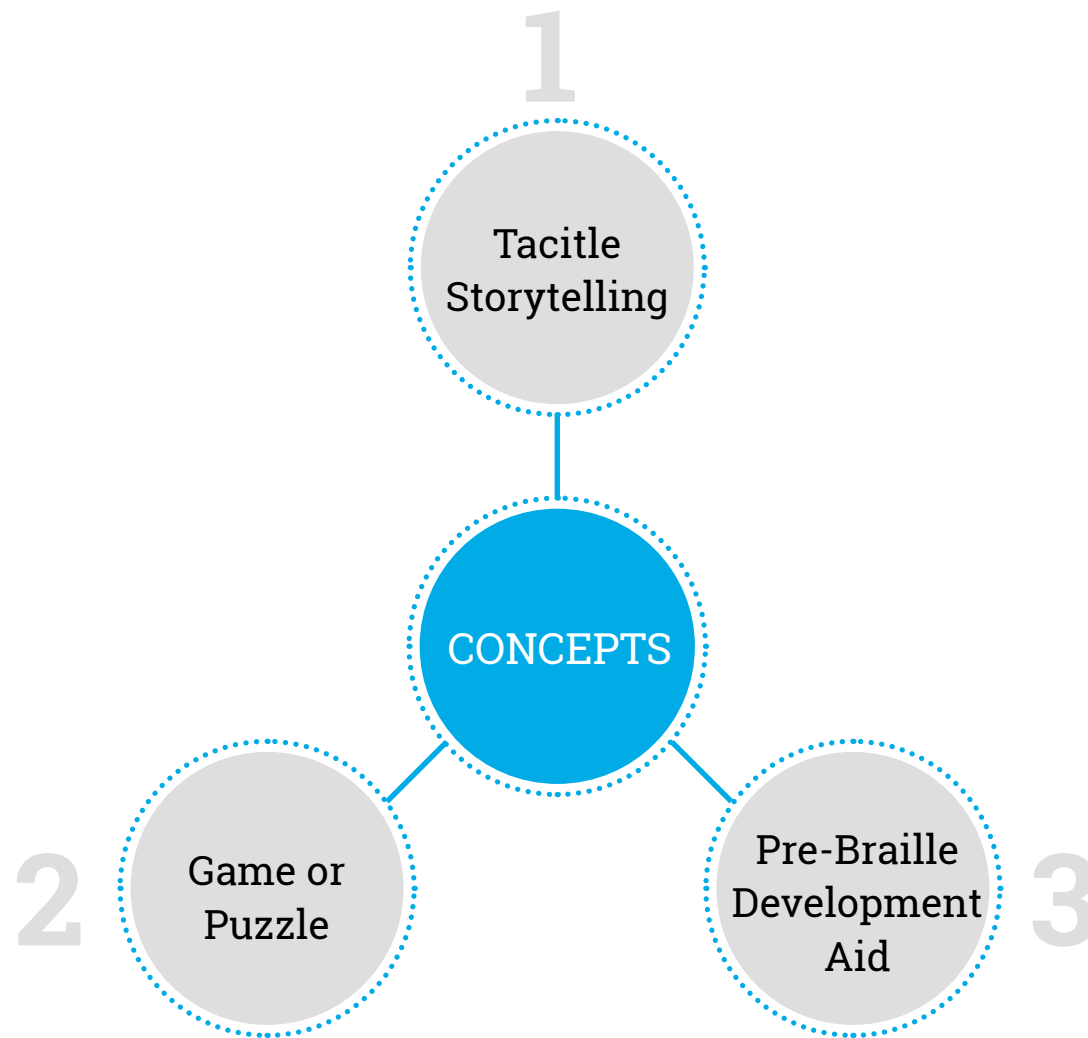 1
Tacitle
Storytelling
CONCEPTS
2
Game or
Puzzle
Pre-Braille
Development
Aid
3